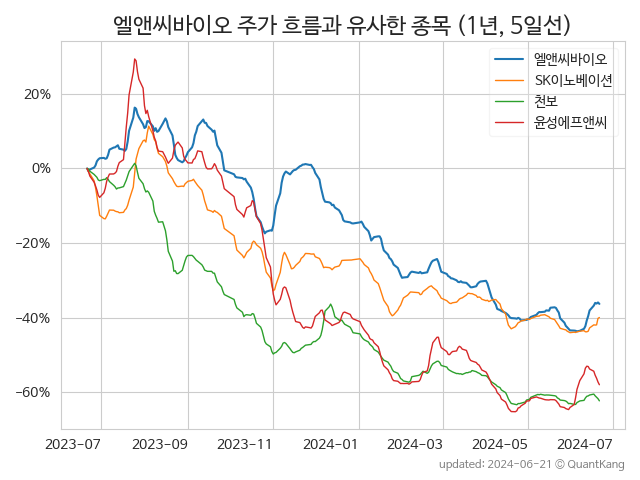 엘앤씨바이오 주가 흐름과 유사한 종목 (1년, 5일선)
엘앤씨바이오
SK이노베이션
천보
윤성에프앤씨
20%
0%
−20%
−40%
−60%
2023-07 2023-09 2023-11 2024-01 2024-03 2024-05 2024-07
updated: 2024-06-21 © QuantKang